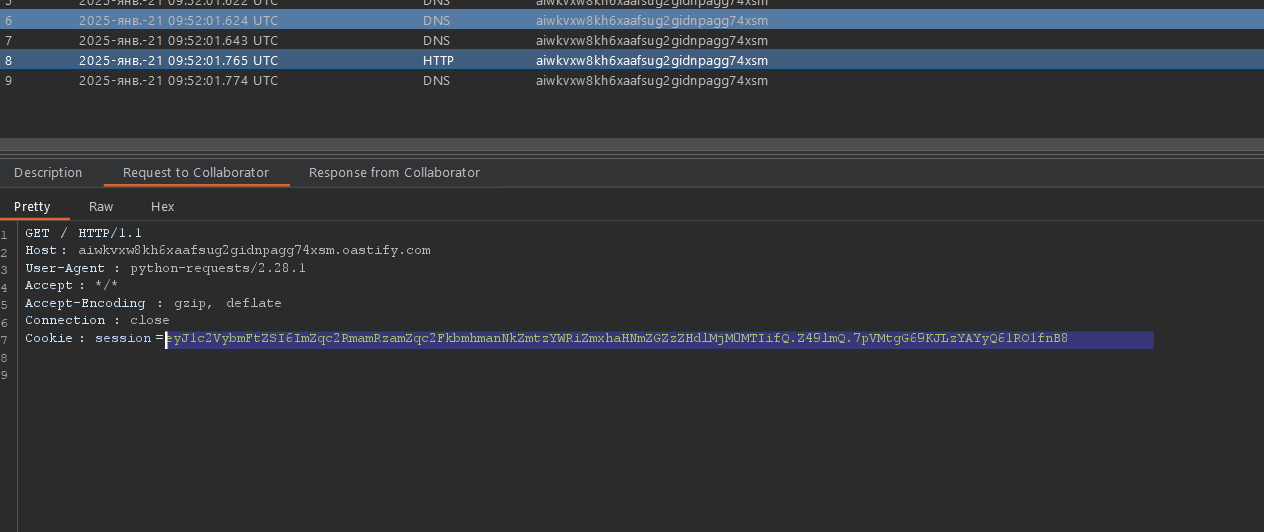 2025-янв.-21 09:52:01.622 UTC DNS aiwkvxw8kh6xaafsug2gidnpagg74xsm
6 2025-янв.-21 09:52:01.624 UTC DNS aiwkvxw8kh6xaafsug2gidnpagg74xsm
7 2025-янв.-21 09:52:01.643 UTC DNS aiwkvxw8kh6xaafsug2gidnpagg74xsm
8 2025-янв.-21 09:52:01.765 UTC HTTP aiwkvxw8kh6xaafsug2gidnpagg74xsm
9 2025-янв.-21 09:52:01.774 UTC DNS aiwkvxw8kh6xaafsug2gidnpagg74xsm
Description Request to Collaborator Response from Collaborator
Pretty Raw Hex
1 GET / HTTP/1.1
2 Host: aiwkvxw8kh6xaafsug2gidnpagg74xsm.oastify.com
3 User-Agent : python-requests/2.28.1
4 Accept: */*
5 Accept-Encoding : gzip, deflate
6 Connection : close
7 Cookie: session=
8
9